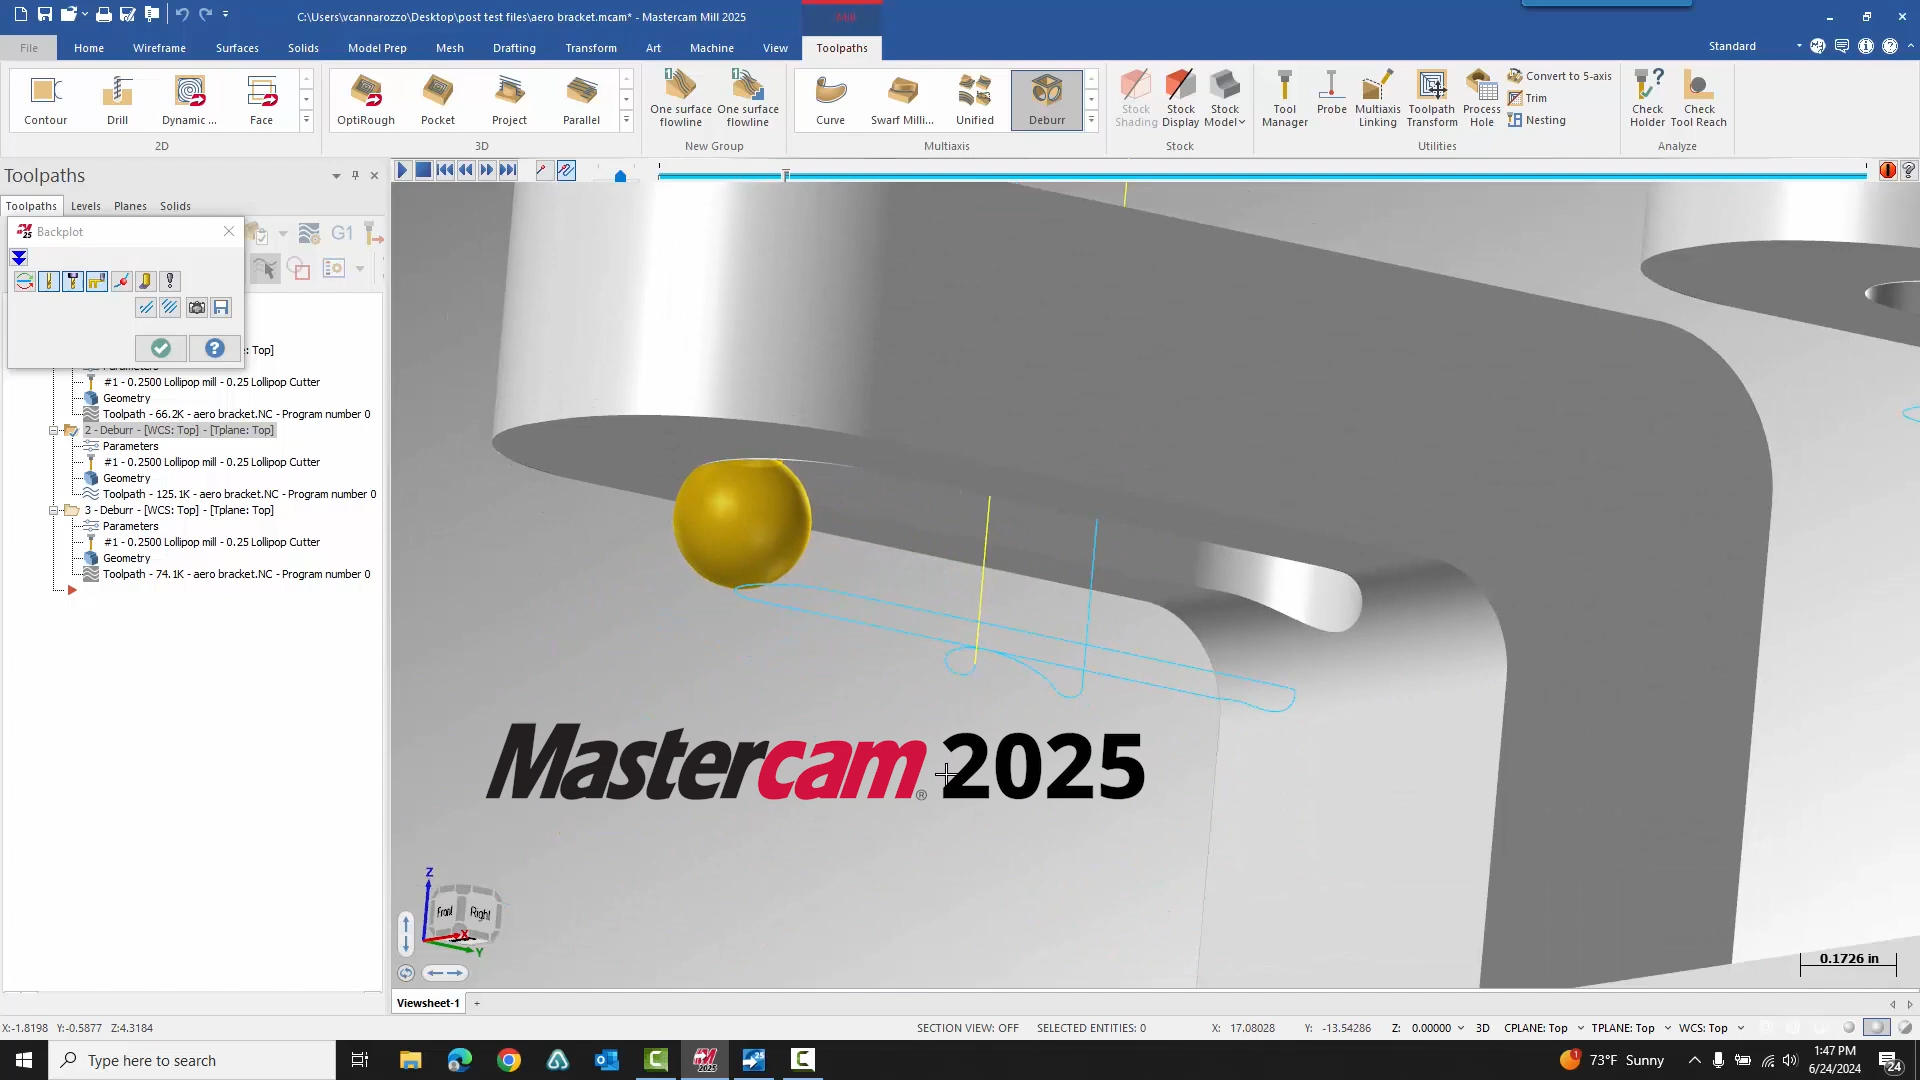 C:\Users\vcannarozzo\Desktop\post test files\aero bracket.mcam* - Mastercam Mill 2025
Mill
File Home Wireframe Surfaces Solids Model Prep Mesh Drafting Transform Art Machine View Toolpaths
Standard
Contour Drill Dynamic ... Face
OptiRough Pocket Project Parallel
One surface flowline One surface flowline
Curve Swarf Milli... Unified Deburr
Stock Shading Stock Display Stock Model
Tool Manager Probe Multiaxis Linking Toolpath Transform Process Hole
Convert to 5-axis
Trim
Nesting
Check Holder Check Tool Reach
2D 3D New Group Multiaxis Stock Utilities Analyze
Toolpaths
Toolpaths Levels Planes Solids
M 25 Backplot
G1
: Top]
#1 - 0.2500 Lollipop mill - 0.25 Lollipop Cutter
Geometry
Toolpath - 66.2K - aero bracket.NC - Program number 0
2 - Deburr - [WCS: Top] - [Tplane: Top]
Parameters
#1 - 0.2500 Lollipop mill - 0.25 Lollipop Cutter
Geometry
Toolpath - 125.1K - aero bracket.NC - Program number 0
3 - Deburr - [WCS: Top] - [Tplane: Top]
Parameters
#1 - 0.2500 Lollipop mill - 0.25 Lollipop Cutter
Geometry
Toolpath - 74.1K - aero bracket.NC - Program number 0
Mastercam® 2025
Z
Front Right
X
Y
0.1726 in
Viewsheet-1 +
X:-1.8198 Y:-0.5877 Z:4.3184
SECTION VIEW: OFF SELECTED ENTITIES: 0 X: 17.08028 Y: -13.54286 Z: 0.00000 3D CPLANE: Top TPLANE: Top WCS: Top
Type here to search
73°F Sunny
1:47 PM
6/24/2024
24